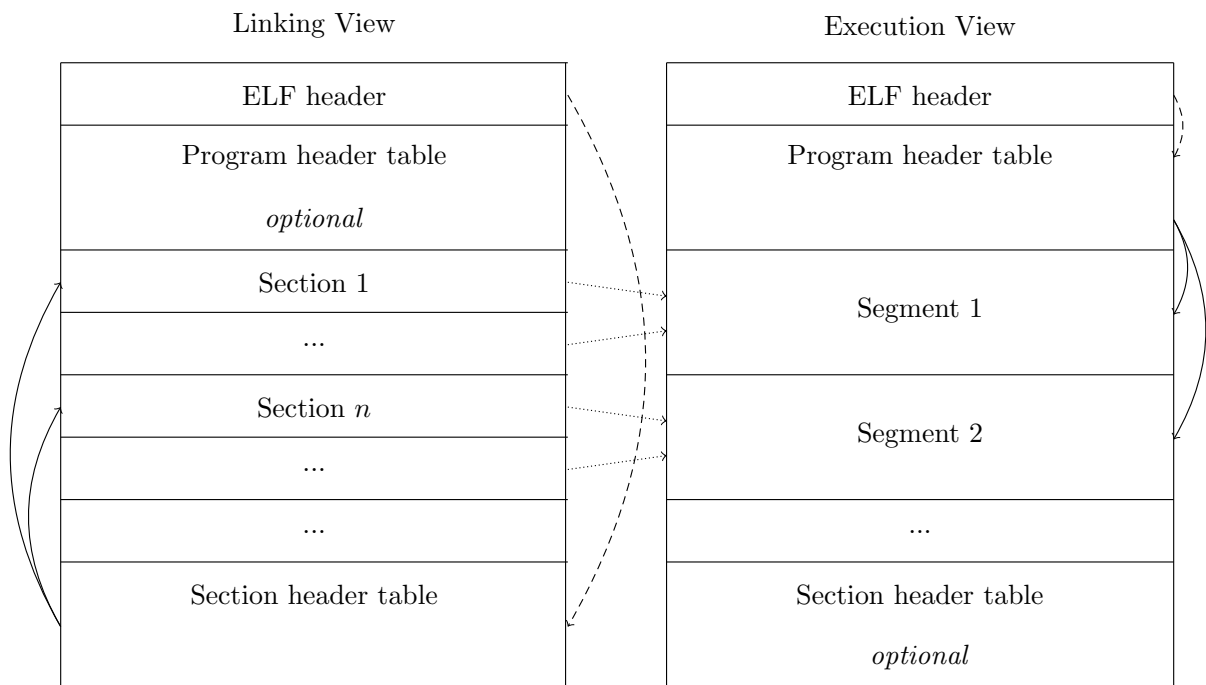 Linking View
ELF header
Program header table
optional
Section 1
...
Section n
...
...
Section header table
Execution View
ELF header
Program header table
Segment 1
Segment 2
...
Section header table
optional